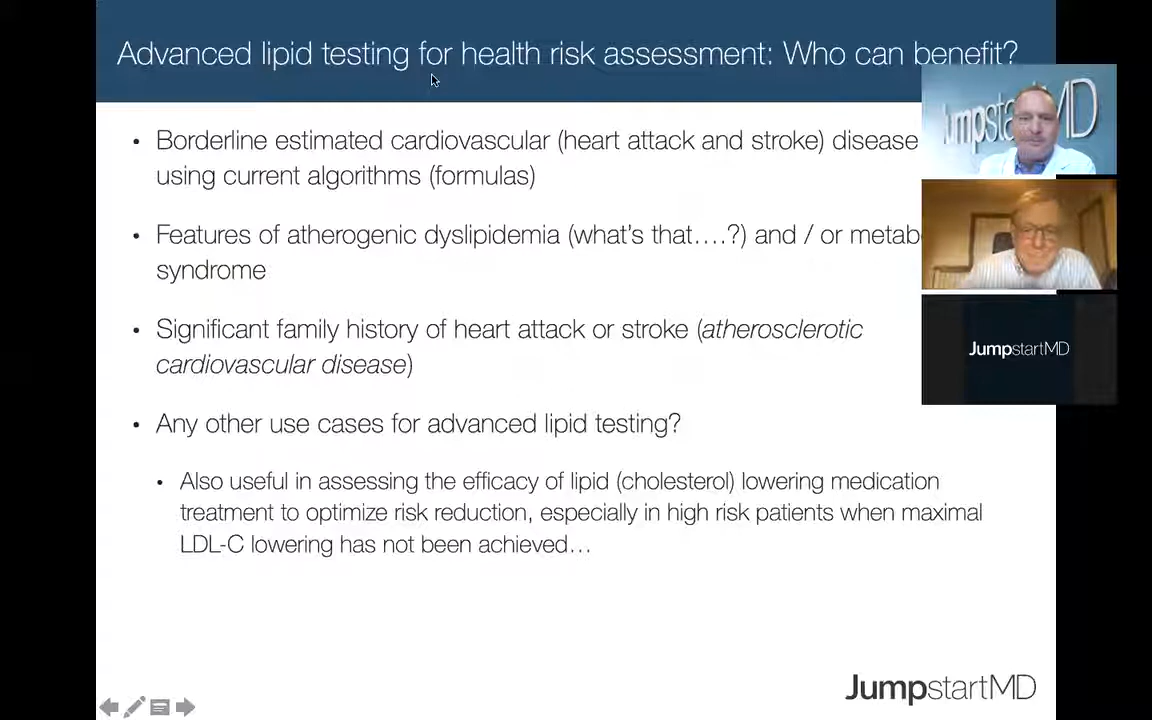 Advanced lipid testing for health risk assessment: Who can benefit?
Borderline estimated cardiovascular (heart attack and stroke) disease
using current algorithms (formulas)
Features of atherogenic dyslipidemia (what's that....?) and / or metab
syndrome
Significant family history of heart attack or stroke (atherosclerotic
cardiovascular disease)
Any other use cases for advanced lipid testing?
Also useful in assessing the efficacy of lipid (cholesterol) lowering medication
treatment to optimize risk reduction, especially in high risk patients when maximal
LDL-C lowering has not been achieved…
JumpstartMD
JumpstartMD